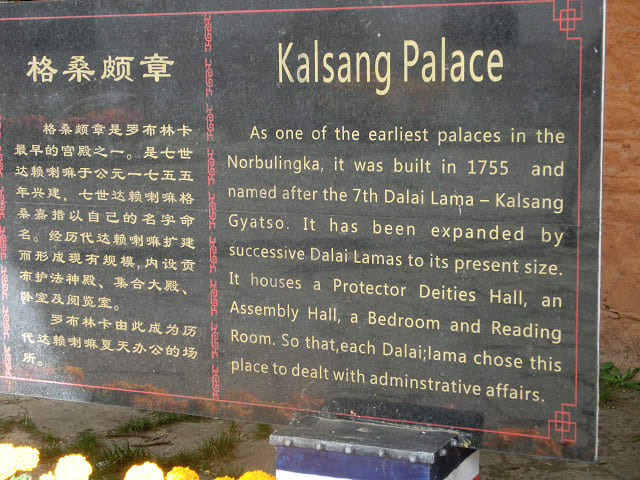 格桑颇章
格桑颇章是罗布林卡
最早的宫殿之一。是七世
达赖喇嘛于公元一七五五
年兴建，七世达赖喇嘛格
桑嘉措以自己的名字命
名。经历代达赖喇嘛扩建
而形成现有规模，内设贡
布护法神殿、集合大殿、
卧室及阅览室。
罗布林卡由此成为历
代达赖喇嘛夏天办公的场
所。
Kalsang Palace
As one of the earliest palaces in the
Norbulingka, it was built in 1755 and
named after the 7th Dalai Lama – Kalsang
Gyatso. It has been expanded by
successive Dalai Lamas to its present size.
It houses a Protector Deities Hall, an
Assembly Hall, a Bedroom and Reading
Room. So that,each Dalai;lama chose this
place to dealt with adminstrative affairs.